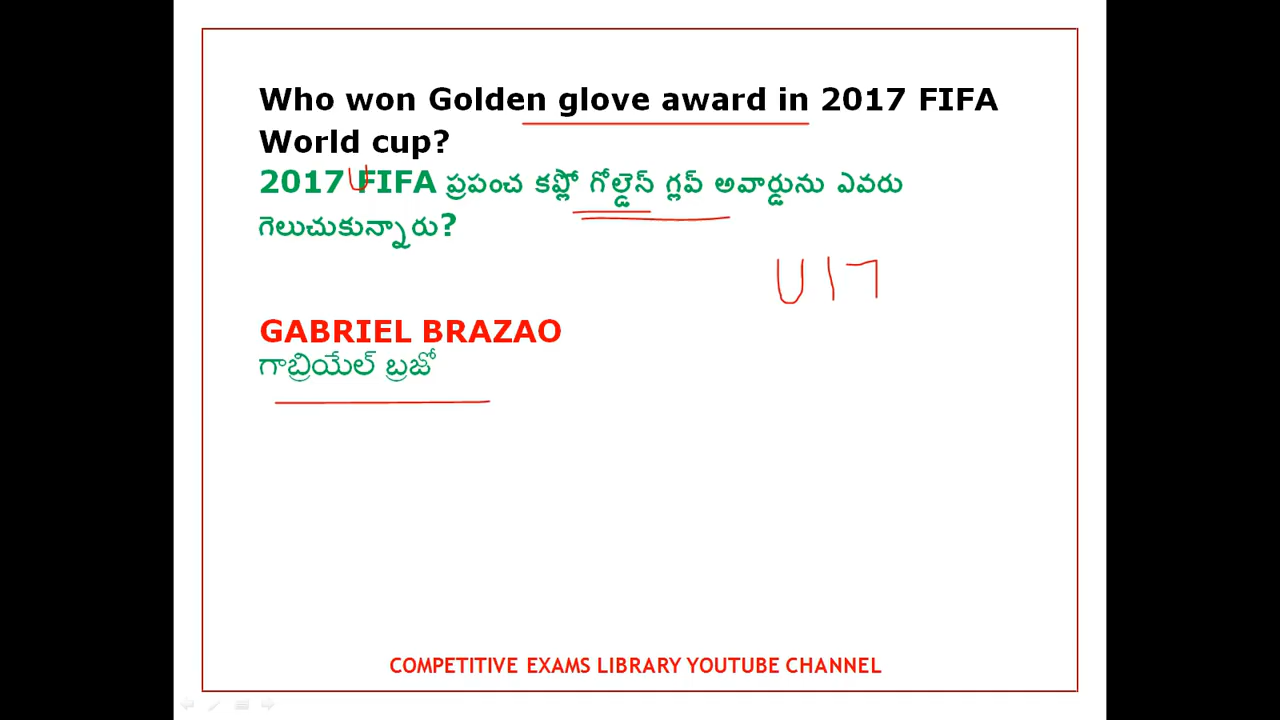 Who won Golden glove award in 2017 FIFA
World cup?
2017 FIFA ప్రపంచ కప్లో గోల్డెన్ గ్లవ్ అవార్డును ఎవరు
గెలుచుకున్నారు?
U
U 17
GABRIEL BRAZAO
గాబ్రియేల్ బ్రజో
COMPETITIVE EXAMS LIBRARY YOUTUBE CHANNEL